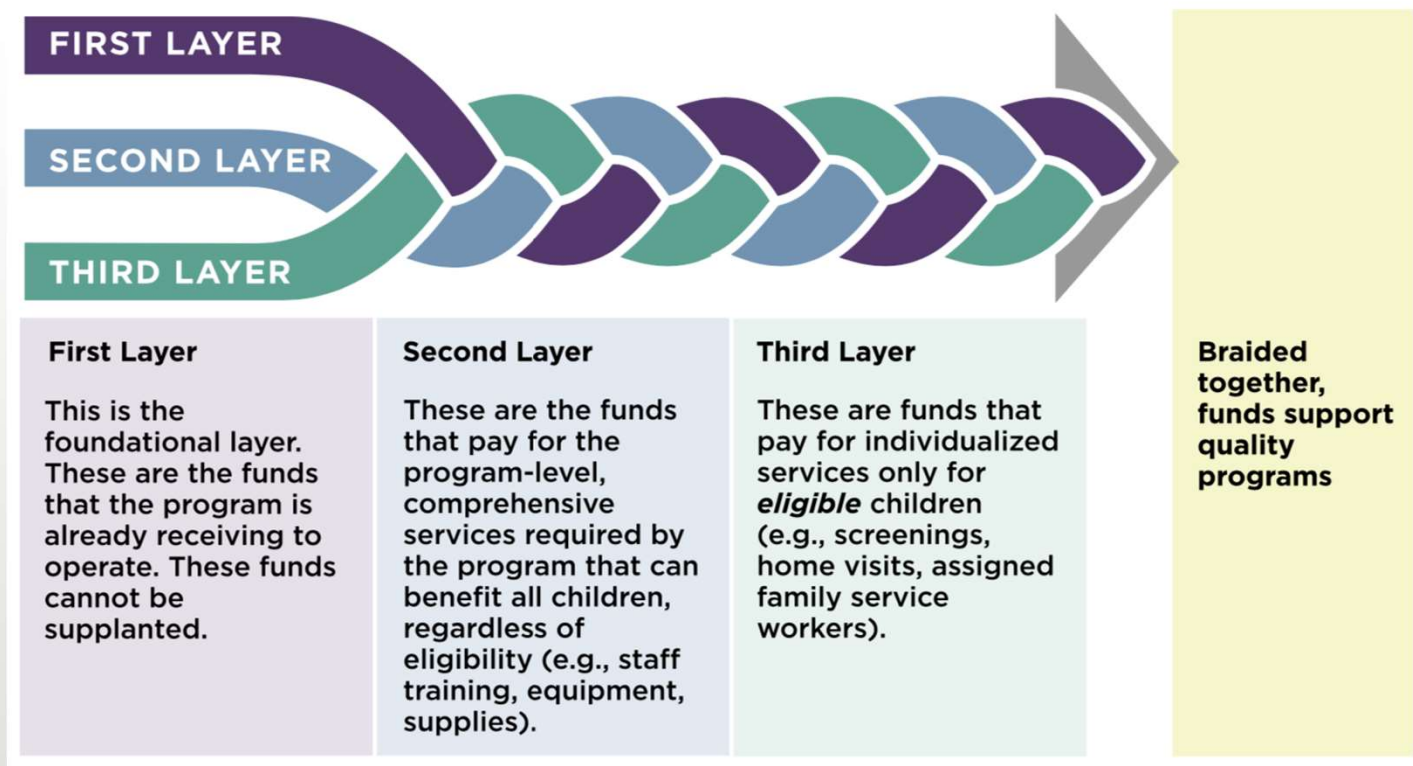 FIRST LAYER
SECOND LAYER
THIRD LAYER
First Layer
This is the
foundational layer.
These are the funds
that the program is
already receiving to
operate. These funds
cannot be
supplanted.
Second Layer
These are the funds
that pay for the
program-level,
comprehensive
services required by
the program that can
benefit all children,
regardless of
eligibility (e.g., staff
training, equipment,
supplies).
Third Layer
These are funds that
pay for individualized
services only for
eligible children
(e.g., screenings,
home visits, assigned
family service
workers).
Braided
together,
funds support
quality
programs